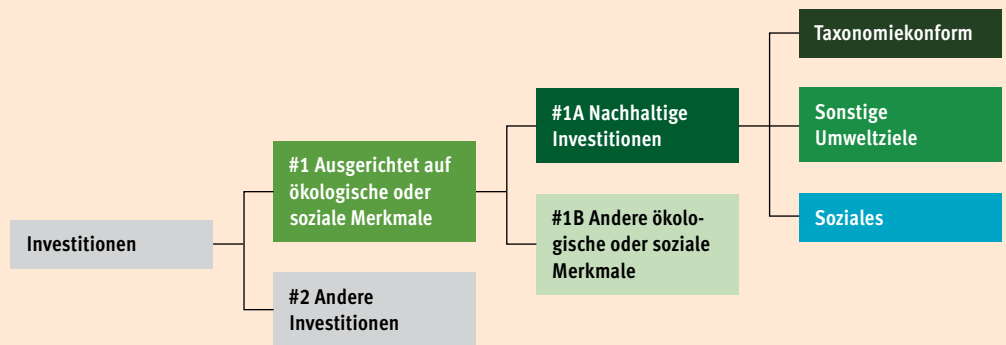 Investitionen
#1 Ausgerichtet auf
ökologische oder
soziale Merkmale
#2 Andere
Investitionen
#1A Nachhaltige
Investitionen
#1B Andere ökolo-
gische oder soziale
Merkmale
Taxonomiekonform
Sonstige
Umweltziele
Soziales